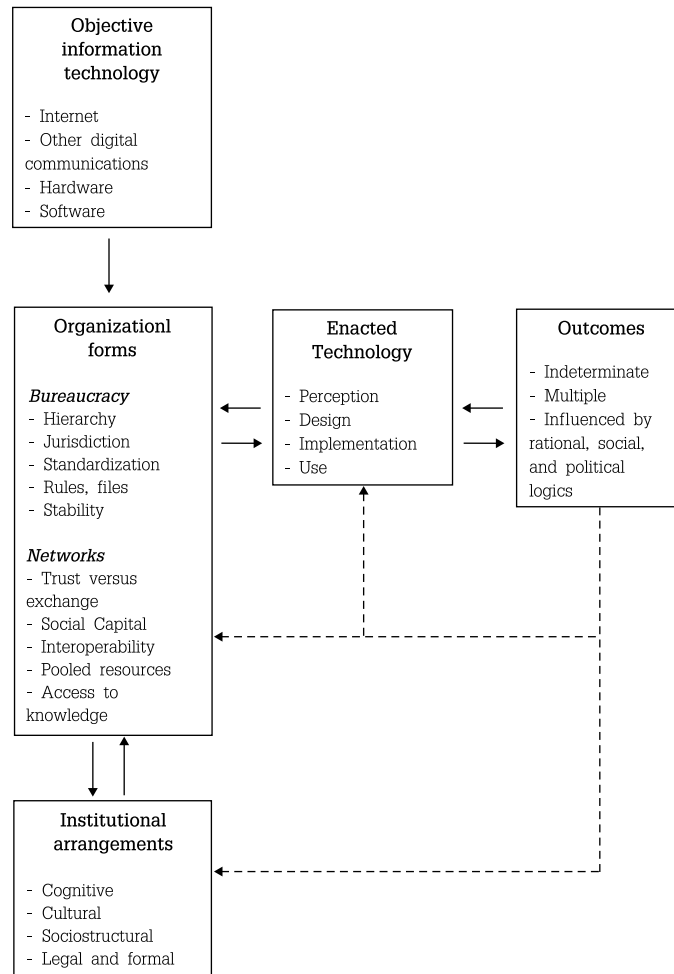 Objective
information
technology
- Internet
- Other digital
communications
- Hardware
- Software
Organizationl
forms
Bureaucracy
- Hierarchy
- Jurisdiction
- Standardization
- Rules, files
- Stability
Networks
- Trust versus
exchange
- Social Capital
- Interoperability
- Pooled resources
- Access to
knowledge
Enacted
Technology
- Perception
- Design
- Implementation
- Use
Outcomes
- Indeterminate
- Multiple
- Influenced by
rational, social,
and political
logics
Institutional
arrangements
- Cognitive
- Cultural
- Sociostructural
- Legal and formal